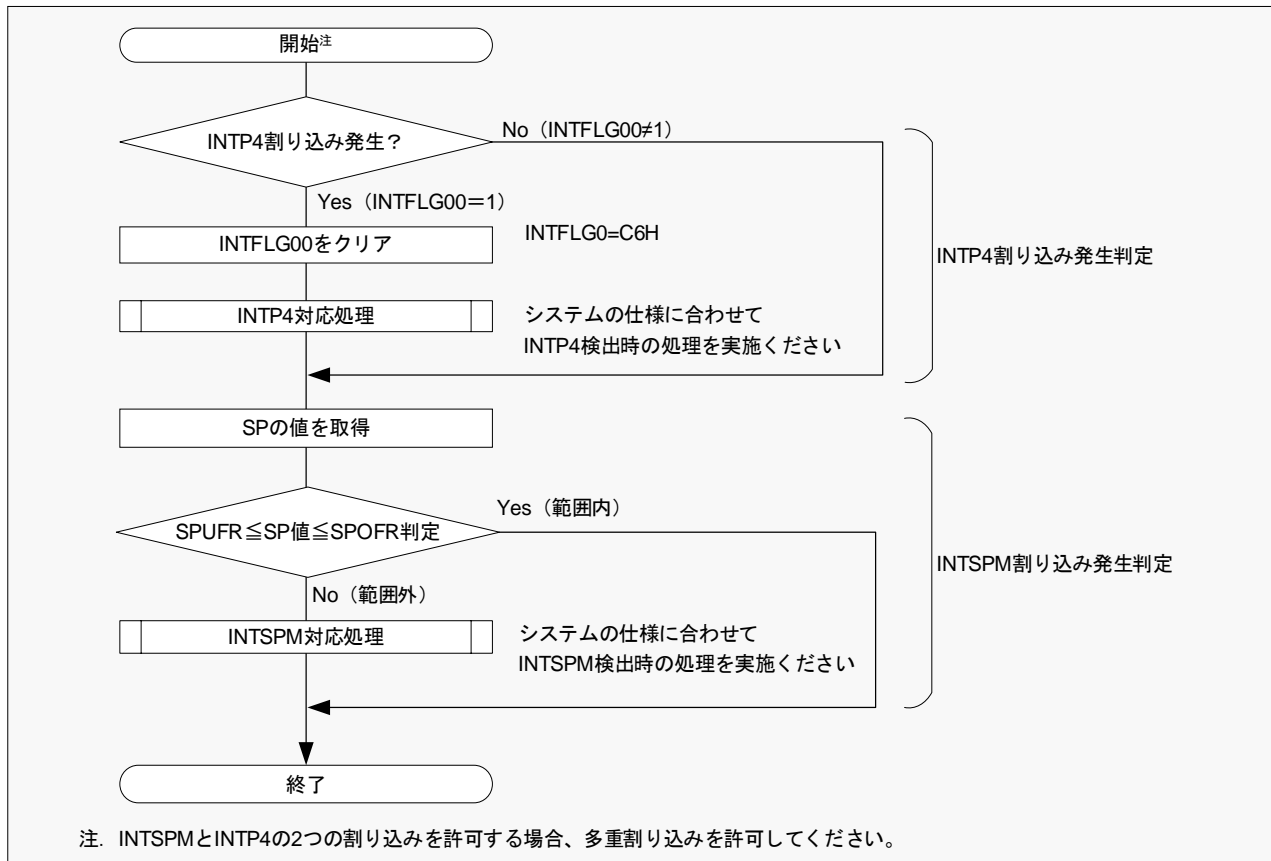 開始注
INTP4割り込み発生？
No（INTFLG00≠1）
Yes（INTFLG00＝1）
INTFLG00をクリア
INTFLG0=C6H
INTP4割り込み発生判定
INTP4対応処理
システムの仕様に合わせて
INTP4検出時の処理を実施ください
SPの値を取得
SPUFR≦SP値≦SPOFR判定
Yes（範囲内）
No（範囲外）
INTSPM割り込み発生判定
INTSPM対応処理
システムの仕様に合わせて
INTSPM検出時の処理を実施ください
終了
注. INTSPMとINTP4の2つの割り込みを許可する場合、多重割り込みを許可してください。